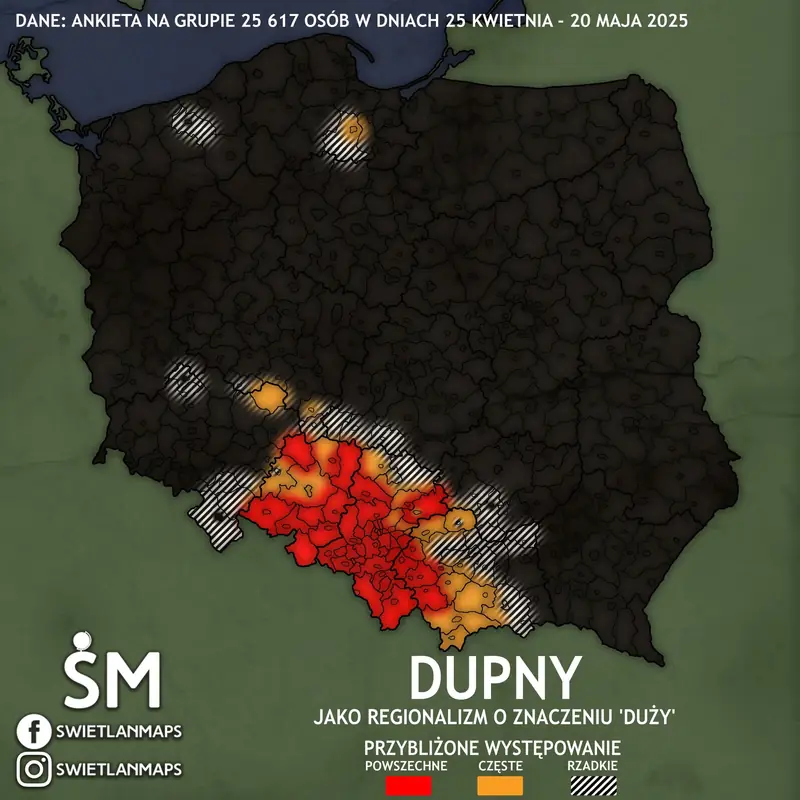 DANE: ANKIETA NA GRUPIE 25 617 OSÓB W DNIACH 25 KWIETNIA - 20 MAJA 2025
ŚM
SWIETLANMAPS
SWIETLANMAPS
DUPNY
JAKO REGIONALIZM O ZNACZENIU 'DUŻY'
PRZYBLIŻONE WYSTĘPOWANIE
POWSZECHNE CZĘSTE RZADKIE